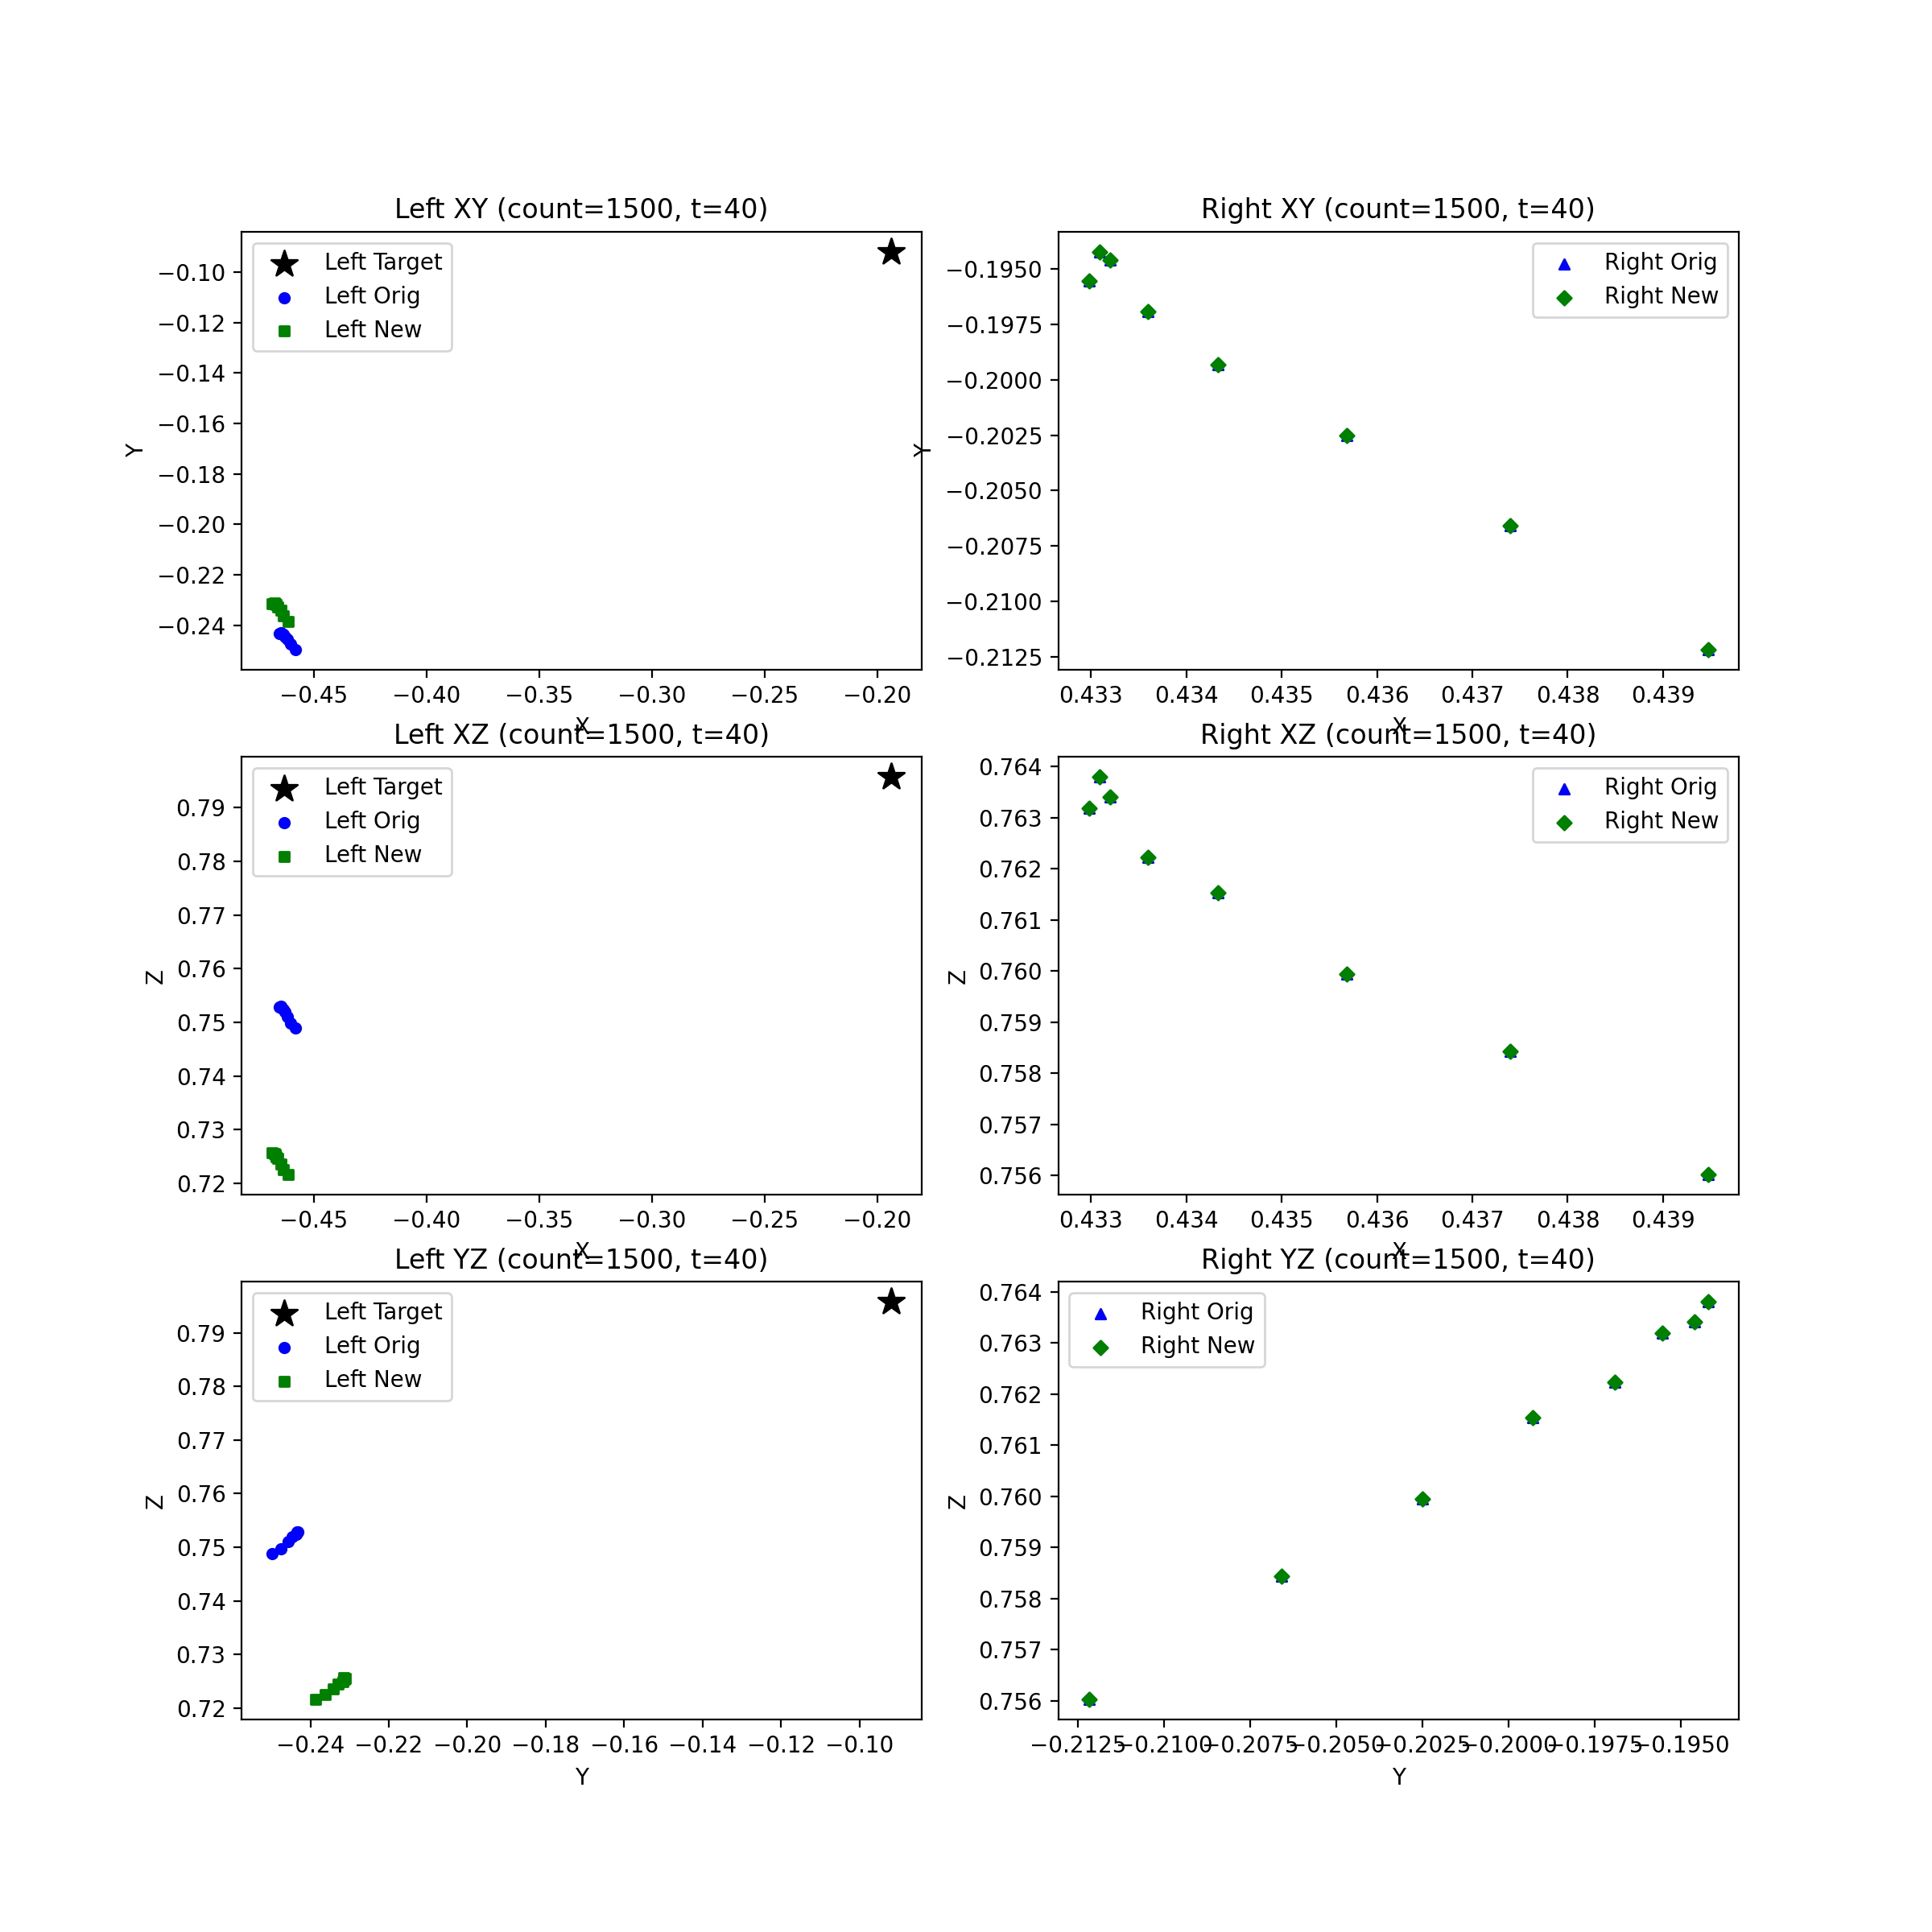 Left XY (count=1500, t=40)
Left Target
Left Orig
Left New
−0.10
−0.12
−0.14
−0.16
−0.18
−0.20
−0.22
−0.24
Y
−0.45
−0.40
−0.35
−0.30
−0.25
−0.20
X
Right XY (count=1500, t=40)
Right Orig
Right New
−0.1950
−0.1975
−0.2000
−0.2025
−0.2050
−0.2075
−0.2100
−0.2125
Y
0.433
0.434
0.435
0.436
0.437
0.438
0.439
X
Left XZ (count=1500, t=40)
Left Target
Left Orig
Left New
0.79
0.78
0.77
0.76
0.75
0.74
0.73
0.72
Z
−0.45
−0.40
−0.35
−0.30
−0.25
−0.20
X
Right XZ (count=1500, t=40)
Right Orig
Right New
0.764
0.763
0.762
0.761
0.760
0.759
0.758
0.757
0.756
Z
0.433
0.434
0.435
0.436
0.437
0.438
0.439
X
Left YZ (count=1500, t=40)
Left Target
Left Orig
Left New
0.79
0.78
0.77
0.76
0.75
0.74
0.73
0.72
Z
−0.24
−0.22
−0.20
−0.18
−0.16
−0.14
−0.12
−0.10
Y
Right YZ (count=1500, t=40)
Right Orig
Right New
0.764
0.763
0.762
0.761
0.760
0.759
0.758
0.757
0.756
Z
−0.2125
−0.2100
−0.2075
−0.2050
−0.2025
−0.2000
−0.1975
−0.1950
Y